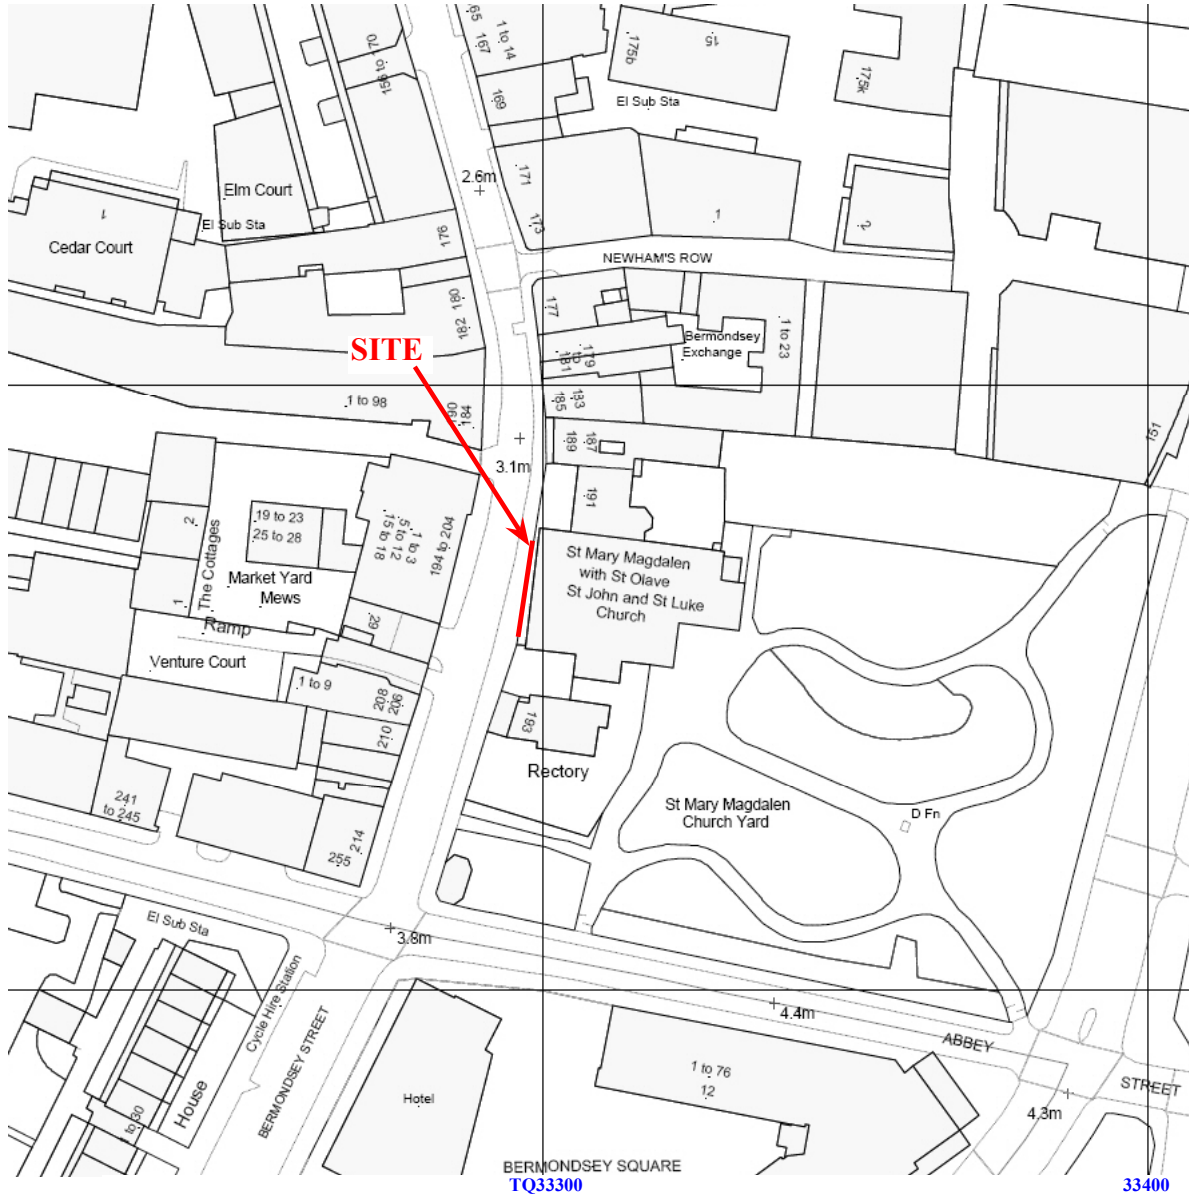 165
167
1 to 14
169
156 to 170
175b
15
175k
El Sub Sta
171
173
2.6m
Elm Court
El Sub Sta
1
Cedar Court
176
1
2
NEWHAM'S ROW
180
182
177
1 to 23
Bermondsey
Exchange
179
to
181
SITE
1 to 98
190
184
183
185
187
189
151
3.1m
191
2
19 to 23
25 to 28
1 to 3
5 to 12
15 to 18
194 to 204
The Cottages
Market Yard
Mews
1
Ramp
29
St Mary Magdalen
with St Olave
St John and St Luke
Church
Venture Court
1 to 9
208
206
210
193
Rectory
241
to 245
214
255
St Mary Magdalen
Church Yard
D Fn
El Sub Sta
3.8m
Cycle Hire Station
BERMONDSEY STREET
4.4m
ABBEY
STREET
1 to 76
12
4.3m
Hotel
House
to 30
BERMONDSEY SQUARE
TQ33300
33400